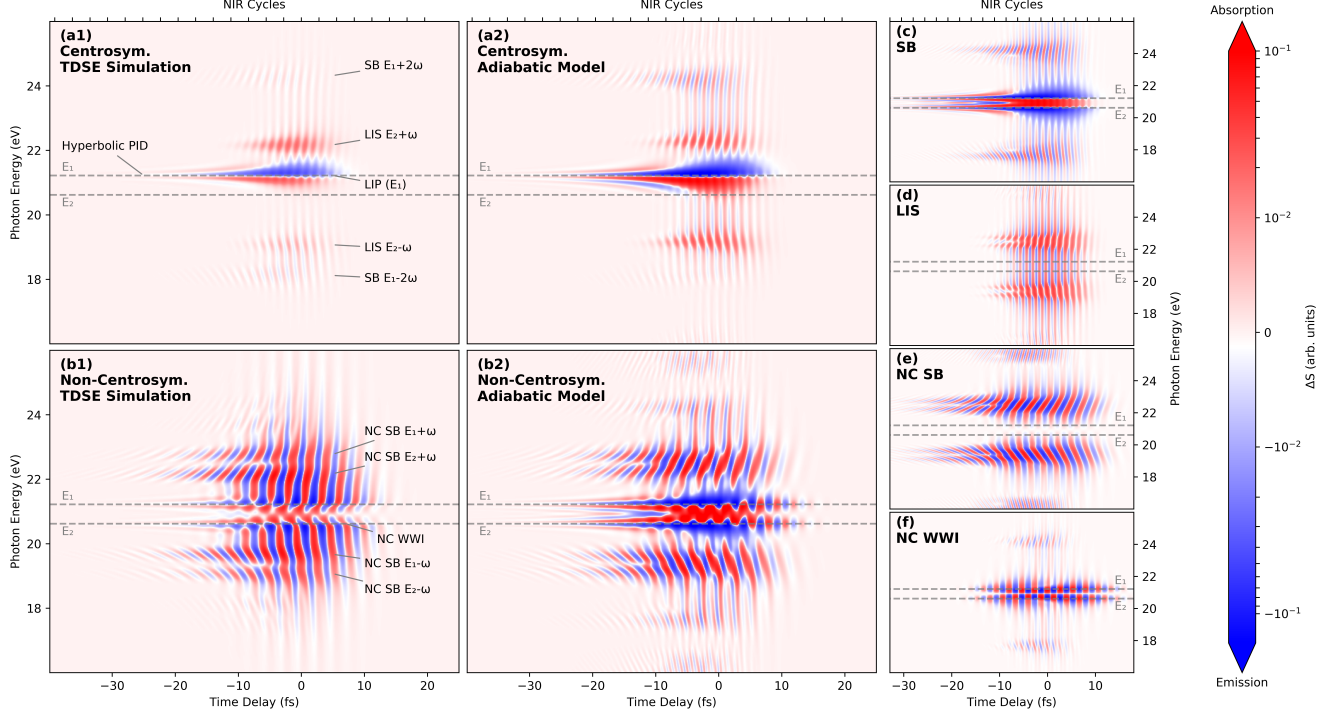 NIR Cycles
NIR Cycles
NIR Cycles
(a1)
Centrosym.
TDSE Simulation
SB E₁+2ω
LIS E₂+ω
Hyperbolic PID
E₁
LIP (E₁)
E₂
LIS E₂-ω
SB E₁-2ω
24
22
20
18
Photon Energy (eV)
(a2)
Centrosym.
Adiabatic Model
E₁
E₂
(b1)
Non-Centrosym.
TDSE Simulation
NC SB E₁+ω
NC SB E₂+ω
E₁
E₂
NC WWI
NC SB E₁-ω
NC SB E₂-ω
24
22
20
18
Photon Energy (eV)
−30 −20 −10 0 10 20
Time Delay (fs)
(b2)
Non-Centrosym.
Adiabatic Model
E₁
E₂
−30 −20 −10 0 10 20
Time Delay (fs)
(c)
SB
E₁
E₂
24
22
20
18
(d)
LIS
E₁
E₂
24
22
20
18
Photon Energy (eV)
(e)
NC SB
E₁
E₂
24
22
20
18
(f)
NC WWI
E₁
E₂
24
22
20
18
−30 −20 −10 0 10
Time Delay (fs)
Absorption
10⁻¹
10⁻²
0
−10⁻²
−10⁻¹
ΔS (arb. units)
Emission